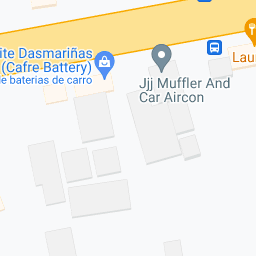 ite Dasmariñas
(Cafre Battery)
e baterias de carro
Jjj Muffler And
Car Aircon
Lau